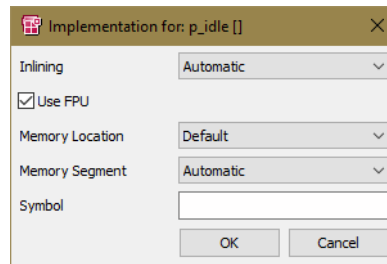 Implementation for: p_idle []
Inlining Automatic
Use FPU
Memory Location Default
Memory Segment Automatic
Symbol
OK Cancel